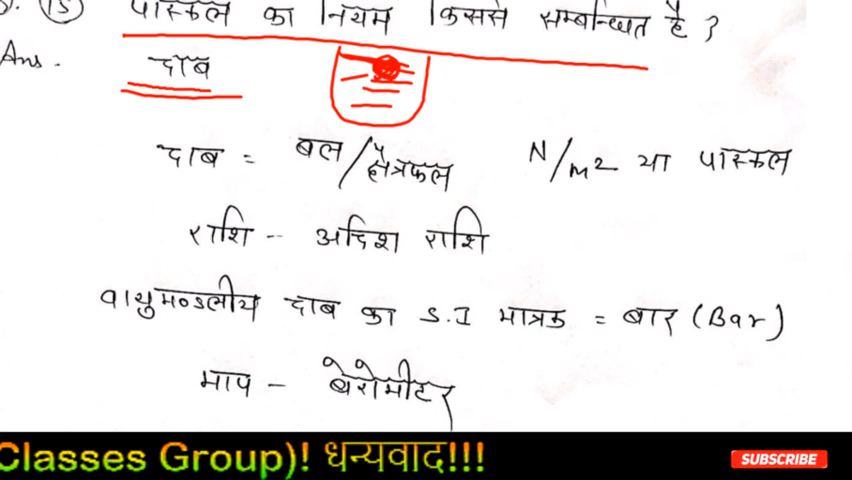 Q. (15) पास्कल का नियम किससे सम्बन्धित है ?
Ans. दाब
दाब = बल/क्षेत्रफल N/m2 या पास्कल
राशि - अदिश राशि
वायुमण्डलीय दाब का S.I मात्रक = बार (Bar)
माप - बैरोमीटर
Classes Group)! धन्यवाद!!!
SUBSCRIBE